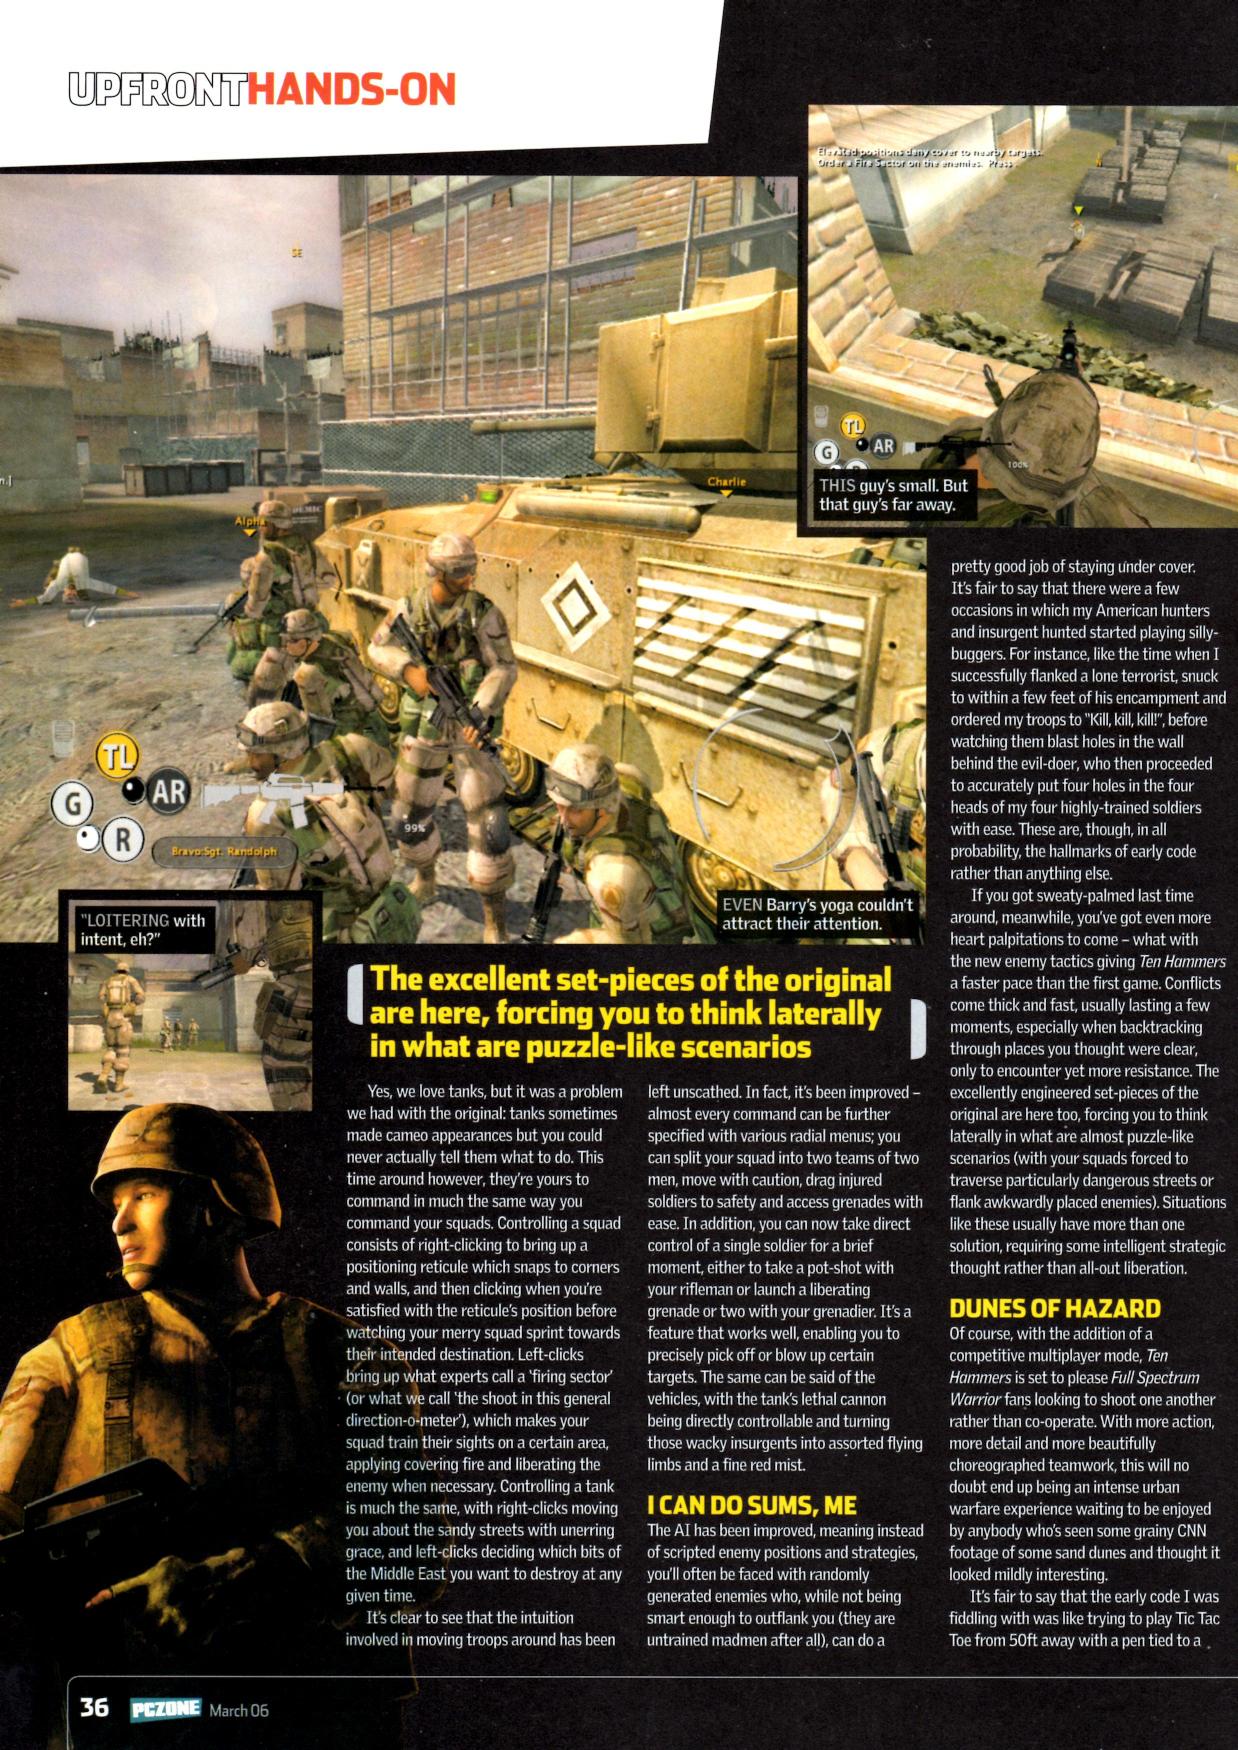 UPFRONTHANDS-ON
Elevated positions deny cover to nearby targets.
Order a Fire Sector on the enemies. Press
N
TL
G
AR
100%
THIS guy's small. But
that guy's far away.
SE
n.]
Charlie
Alpha
TL
G
AR
R
99%
Bravo:Sgt. Randolph
EVEN Barry's yoga couldn't
attract their attention.
"LOITERING with
intent, eh?"
The excellent set-pieces of the original
are here, forcing you to think laterally
in what are puzzle-like scenarios
Yes, we love tanks, but it was a problem
we had with the original: tanks sometimes
made cameo appearances but you could
never actually tell them what to do. This
time around however, they're yours to
command in much the same way you
command your squads. Controlling a squad
consists of right-clicking to bring up a
positioning reticule which snaps to corners
and walls, and then clicking when you're
satisfied with the reticule's position before
watching your merry squad sprint towards
their intended destination. Left-clicks
bring up what experts call a 'firing sector'
(or what we call 'the shoot in this general
direction-o-meter'), which makes your
squad train their sights on a certain area,
applying covering fire and liberating the
enemy when necessary. Controlling a tank
is much the same, with right-clicks moving
you about the sandy streets with unerring
grace, and left-clicks deciding which bits of
the Middle East you want to destroy at any
given time.
It's clear to see that the intuition
involved in moving troops around has been
left unscathed. In fact, it's been improved –
almost every command can be further
specified with various radial menus; you
can split your squad into two teams of two
men, move with caution, drag injured
soldiers to safety and access grenades with
ease. In addition, you can now take direct
control of a single soldier for a brief
moment, either to take a pot-shot with
your rifleman or launch a liberating
grenade or two with your grenadier. It's a
feature that works well, enabling you to
precisely pick off or blow up certain
targets. The same can be said of the
vehicles, with the tank's lethal cannon
being directly controllable and turning
those wacky insurgents into assorted flying
limbs and a fine red mist.
I CAN DO SUMS, ME
The AI has been improved, meaning instead
of scripted enemy positions and strategies,
you'll often be faced with randomly
generated enemies who, while not being
smart enough to outflank you (they are
untrained madmen after all), can do a
pretty good job of staying under cover.
It's fair to say that there were a few
occasions in which my American hunters
and insurgent hunted started playing silly-
buggers. For instance, like the time when I
successfully flanked a lone terrorist, snuck
to within a few feet of his encampment and
ordered my troops to "Kill, kill, kill!", before
watching them blast holes in the wall
behind the evil-doer, who then proceeded
to accurately put four holes in the four
heads of my four highly-trained soldiers
with ease. These are, though, in all
probability, the hallmarks of early code
rather than anything else.
If you got sweaty-palmed last time
around, meanwhile, you've got even more
heart palpitations to come – what with
the new enemy tactics giving Ten Hammers
a faster pace than the first game. Conflicts
come thick and fast, usually lasting a few
moments, especially when backtracking
through places you thought were clear,
only to encounter yet more resistance. The
excellently engineered set-pieces of the
original are here too, forcing you to think
laterally in what are almost puzzle-like
scenarios (with your squads forced to
traverse particularly dangerous streets or
flank awkwardly placed enemies). Situations
like these usually have more than one
solution, requiring some intelligent strategic
thought rather than all-out liberation.
DUNES OF HAZARD
Of course, with the addition of a
competitive multiplayer mode, Ten
Hammers is set to please Full Spectrum
Warrior fans looking to shoot one another
rather than co-operate. With more action,
more detail and more beautifully
choreographed teamwork, this will no
doubt end up being an intense urban
warfare experience waiting to be enjoyed
by anybody who's seen some grainy CNN
footage of some sand dunes and thought it
looked mildly interesting.
It's fair to say that the early code I was
fiddling with was like trying to play Tic Tac
Toe from 50ft away with a pen tied to a
36 PCZONE March 06